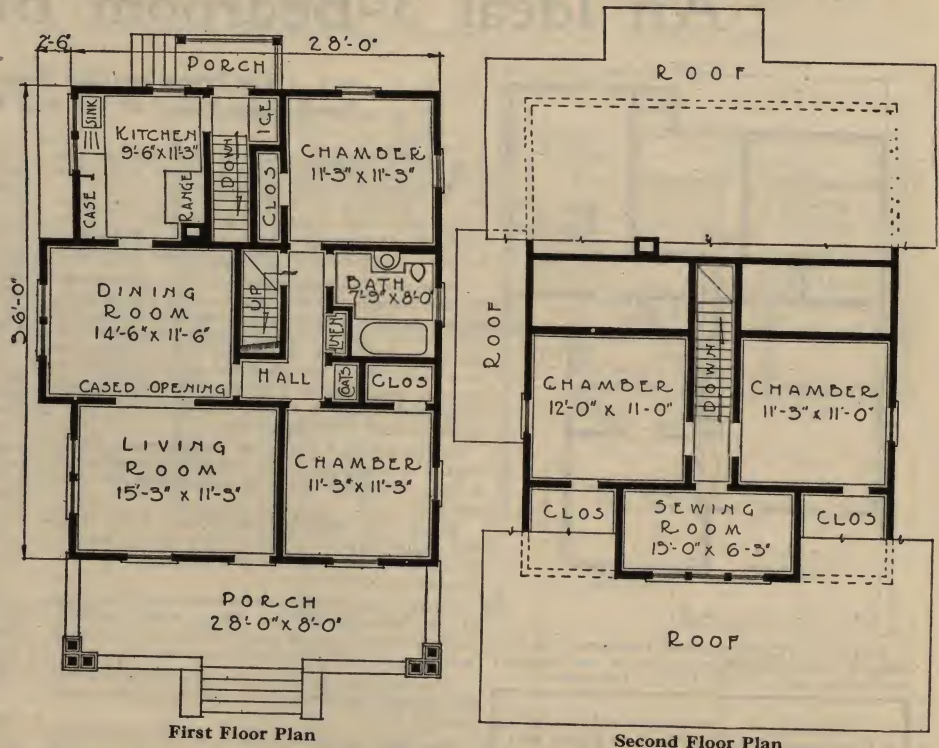 2'-6"
28'-0"
PORCH
SINK
KITCHEN
9'-6" x 11'-3"
CASE
RANGE
DOWN
ICE
CLOS
CHAMBER
11'-3" x 11'-3"
36'-0"
DINING
ROOM
14'-6" x 11'-6"
CASED OPENING
UP
BATH
7'-9" x 8'-0"
LINEN
HALL
COATS
CLOS
LIVING
ROOM
15'-3" x 11'-3"
CHAMBER
11'-3" x 11'-3"
PORCH
28'-0" x 8'-0"
First Floor Plan
ROOF
ROOF
CHAMBER
12'-0" x 11'-0"
DOWN
CHAMBER
11'-3" x 11'-0"
CLOS
SEWING
ROOM
13'-0" x 6'-3"
CLOS
ROOF
Second Floor Plan